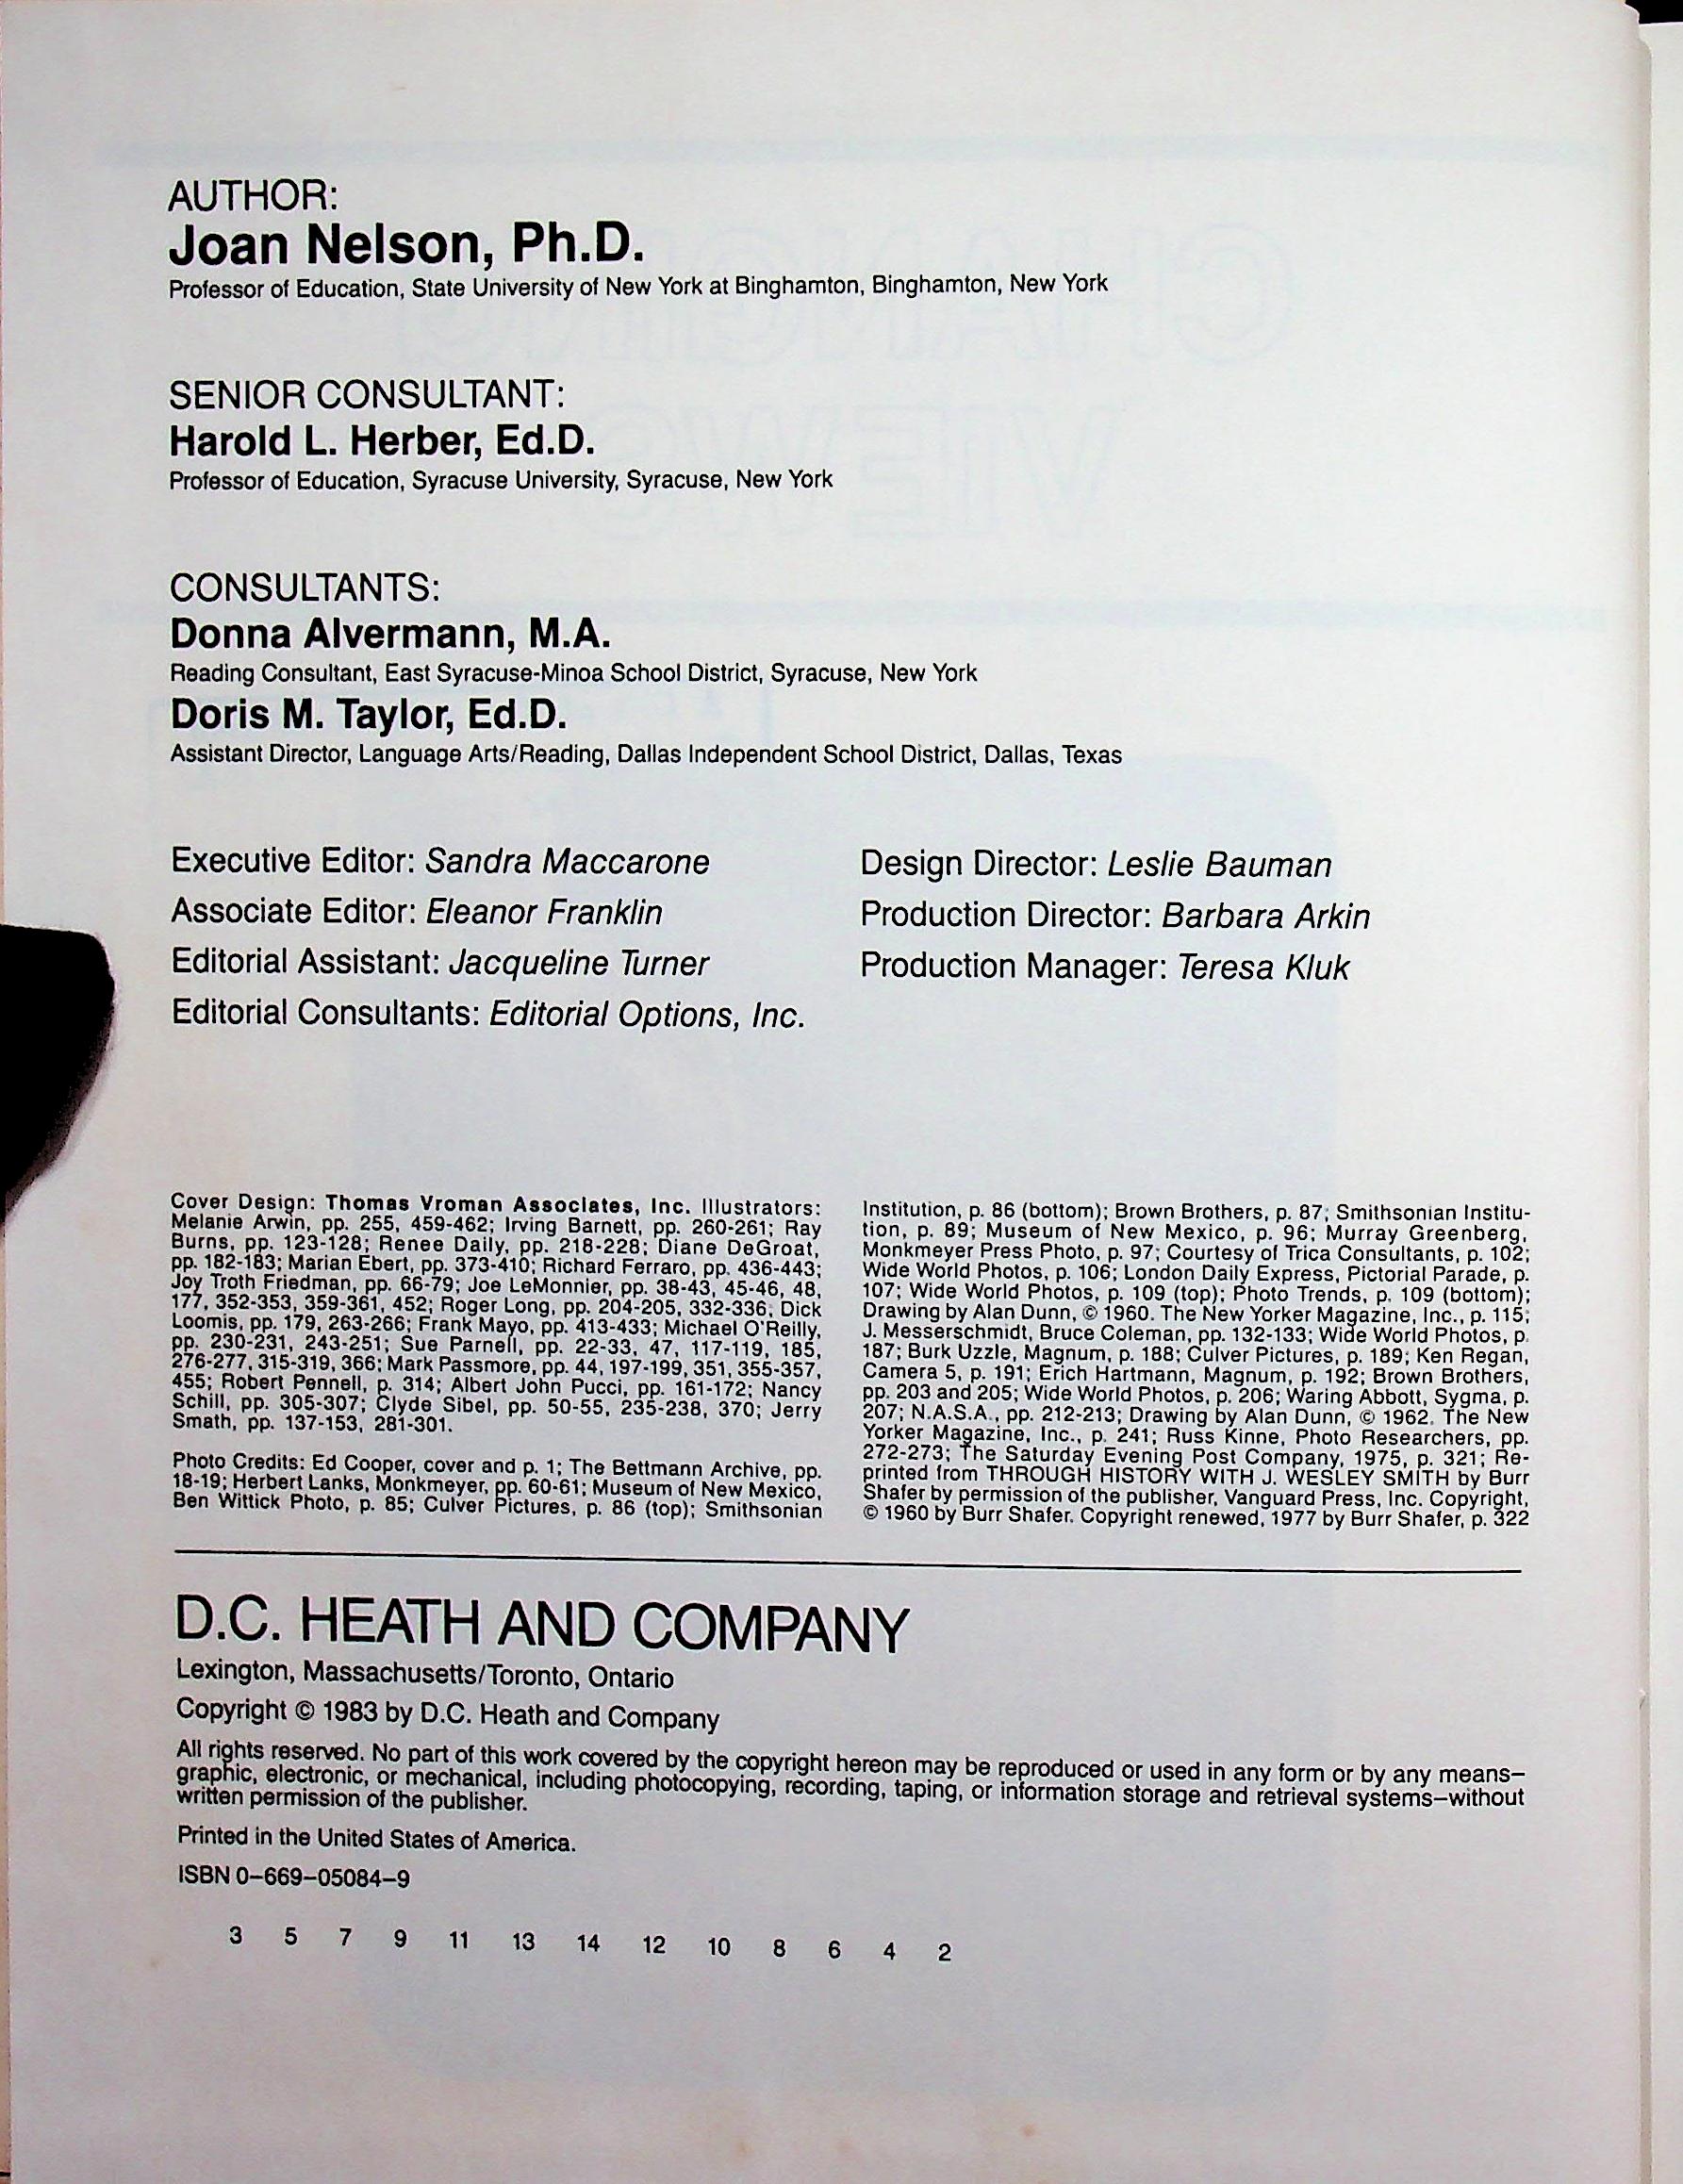 AUTHOR:
Joan Nelson, Ph.D.
Professor of Education, State University of New York at Binghamton, Binghamton, New York
SENIOR CONSULTANT:
Harold L. Herber, Ed.D.
Professor of Education, Syracuse University, Syracuse, New York
CONSULTANTS:
Donna Alvermann, M.A.
Reading Consultant, East Syracuse-Minoa School District, Syracuse, New York
Doris M. Taylor, Ed.D.
Assistant Director, Language Arts/Reading, Dallas Independent School District, Dallas, Texas
Executive Editor: Sandra Maccarone
Associate Editor: Eleanor Franklin
Editorial Assistant: Jacqueline Turner
Editorial Consultants: Editorial Options, Inc.
Design Director: Leslie Bauman
Production Director: Barbara Arkin
Production Manager: Teresa Kluk
Cover Design: Thomas Vroman Associates, Inc. Illustrators:
Melanie Arwin, pp. 255, 459-462; Irving Barnett, pp. 260-261; Ray
Burns, pp. 123-128; Renee Daily, pp. 218-228; Diane DeGroat,
pp. 182-183; Marian Ebert, pp. 373-410; Richard Ferraro, pp. 436-443;
Joy Troth Friedman, pp. 66-79; Joe LeMonnier, pp. 38-43, 45-46, 48,
177, 352-353, 359-361, 452; Roger Long, pp. 204-205, 332-336; Dick
Loomis, pp. 179, 263-266; Frank Mayo, pp. 413-433; Michael O'Reilly,
pp. 230-231, 243-251; Sue Parnell, pp. 22-33, 47, 117-119, 185,
276-277, 315-319, 366; Mark Passmore, pp. 44, 197-199, 351, 355-357,
455; Robert Pennell, p. 314; Albert John Pucci, pp. 161-172; Nancy
Schill, pp. 305-307; Clyde Sibel, pp. 50-55, 235-238, 370; Jerry
Smath, pp. 137-153, 281-301.
Photo Credits: Ed Cooper, cover and p. 1; The Bettmann Archive, pp.
18-19; Herbert Lanks, Monkmeyer, pp. 60-61; Museum of New Mexico,
Ben Wittick Photo, p. 85; Culver Pictures, p. 86 (top); Smithsonian
Institution, p. 86 (bottom); Brown Brothers, p. 87; Smithsonian Institu-
tion, p. 89; Museum of New Mexico, p. 96; Murray Greenberg,
Monkmeyer Press Photo, p. 97; Courtesy of Trica Consultants, p. 102;
Wide World Photos, p. 106; London Daily Express, Pictorial Parade, p.
107; Wide World Photos, p. 109 (top); Photo Trends, p. 109 (bottom);
Drawing by Alan Dunn, © 1960. The New Yorker Magazine, Inc., p. 115;
J. Messerschmidt, Bruce Coleman, pp. 132-133; Wide World Photos, p.
187; Burk Uzzle, Magnum, p. 188; Culver Pictures, p. 189; Ken Regan,
Camera 5, p. 191; Erich Hartmann, Magnum, p. 192; Brown Brothers,
pp. 203 and 205; Wide World Photos, p. 206; Waring Abbott, Sygma, p.
207; N.A.S.A., pp. 212-213; Drawing by Alan Dunn, © 1962. The New
Yorker Magazine, Inc., p. 241; Russ Kinne, Photo Researchers, pp.
272-273; The Saturday Evening Post Company, 1975, p. 321; Re-
printed from THROUGH HISTORY WITH J. WESLEY SMITH by Burr
Shafer by permission of the publisher, Vanguard Press, Inc. Copyright,
© 1960 by Burr Shafer. Copyright renewed, 1977 by Burr Shafer, p. 322
D.C. HEATH AND COMPANY
Lexington, Massachusetts/Toronto, Ontario
Copyright © 1983 by D.C. Heath and Company
All rights reserved. No part of this work covered by the copyright hereon may be reproduced or used in any form or by any means—
graphic, electronic, or mechanical, including photocopying, recording, taping, or information storage and retrieval systems—without
written permission of the publisher.
Printed in the United States of America.
ISBN 0–669–05084–9
3 5 7 9 11 13 14 12 10 8 6 4 2